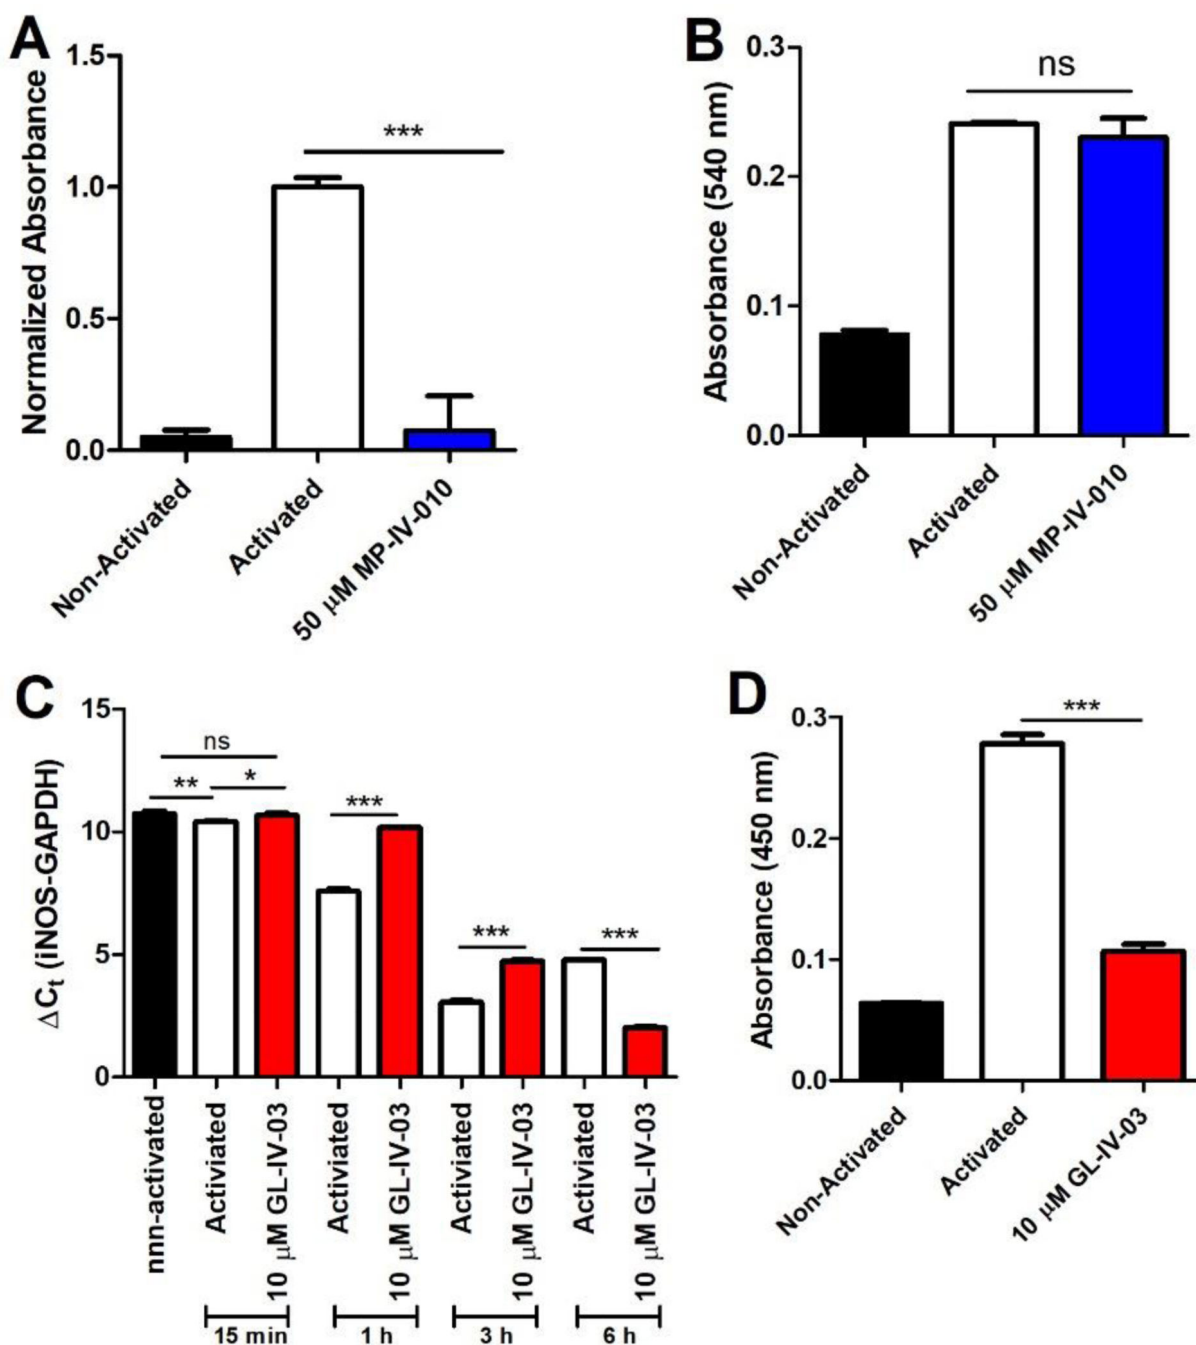 A
Normalized Absorbance
1.5
1.0
0.5
0.0
***
Non-Activated
Activated
50 µM MP-IV-010
B
Absorbance (540 nm)
0.3
0.2
0.1
0.0
ns
Non-Activated
Activated
50 µM MP-IV-010
C
ΔCt (iNOS-GAPDH)
15
10
5
0
ns
**
*
***
***
***
nnn-activated
Activiated
10 µM GL-IV-03
Activiated
10 µM GL-IV-03
Activiated
10 µM GL-IV-03
Activated
10 µM GL-IV-03
15 min
1 h
3 h
6 h
D
Absorbance (450 nm)
0.3
0.2
0.1
0.0
***
Non-Activated
Activated
10 µM GL-IV-03